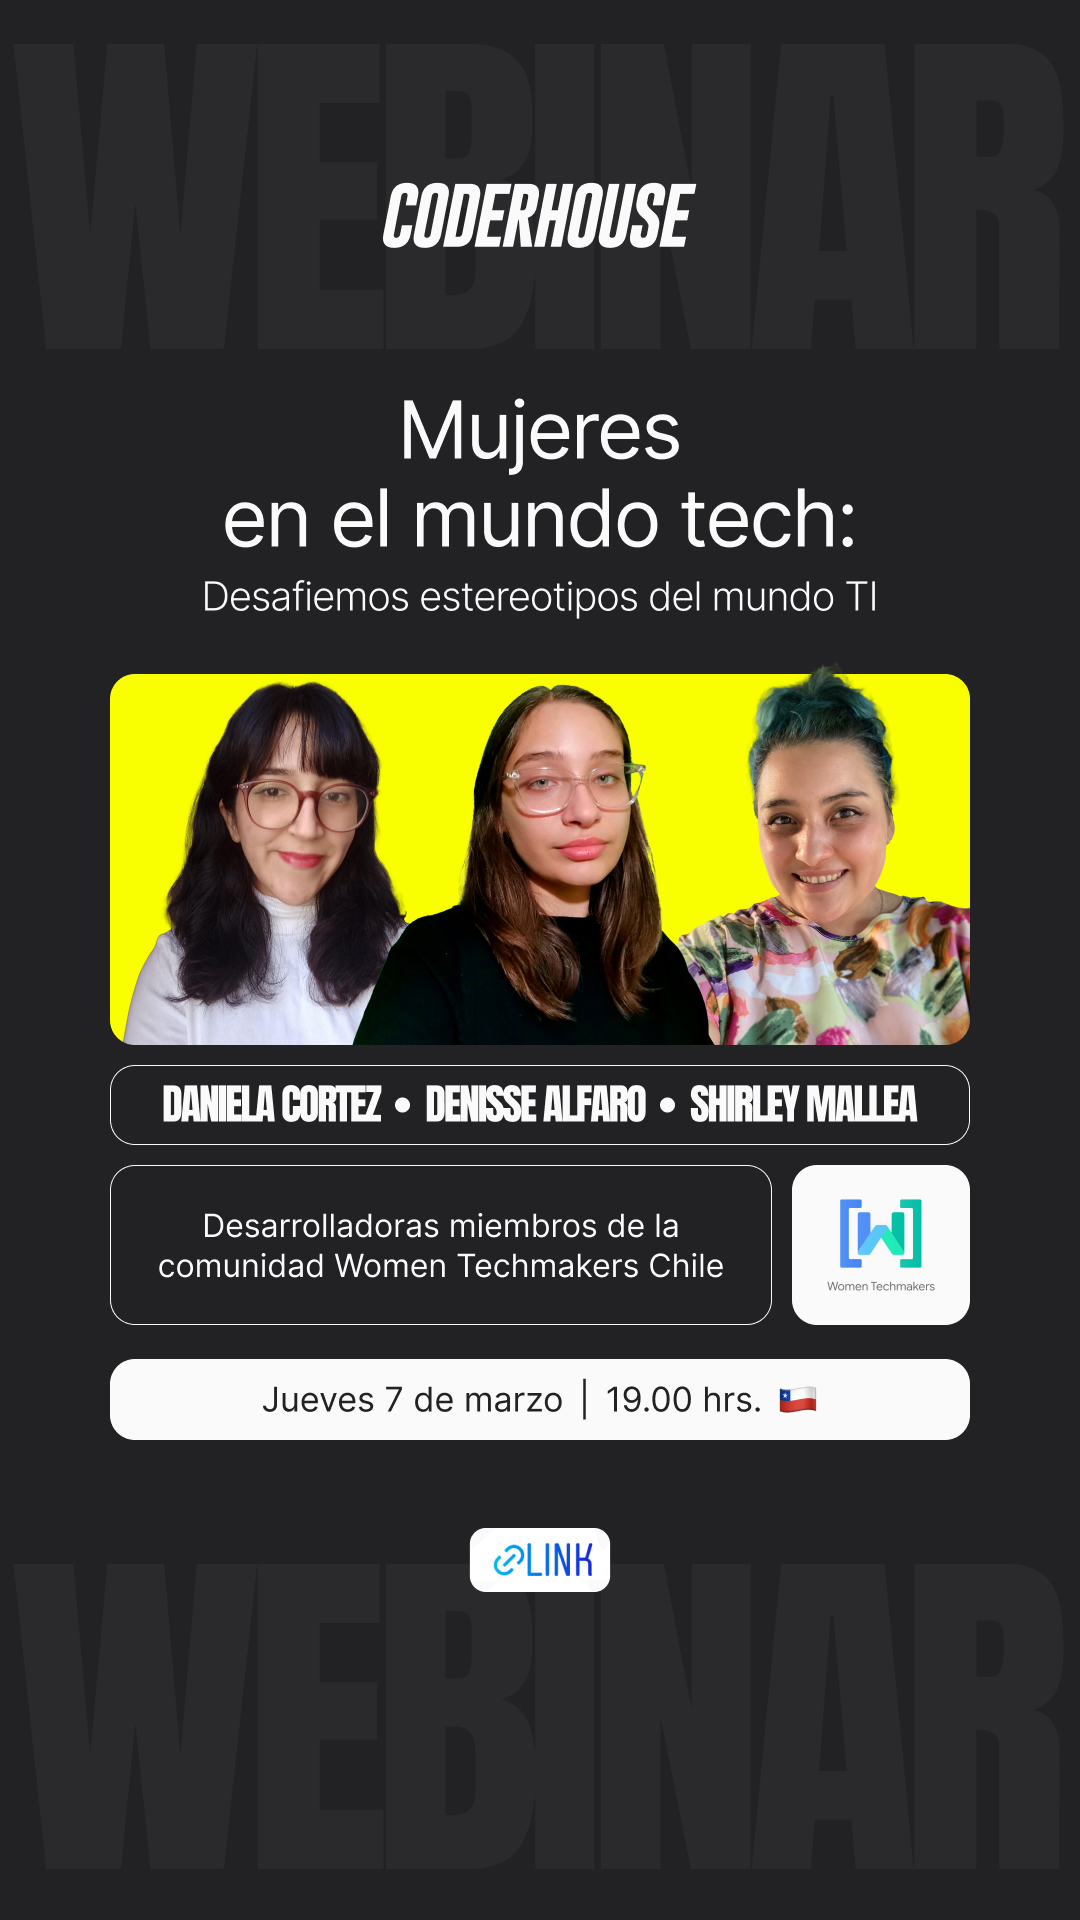 WEBINAR
CODERHOUSE
Mujeres
en el mundo tech:
Desafiemos estereotipos del mundo TI
DANIELA CORTEZ • DENISSE ALFARO • SHIRLEY MALLEA
Desarrolladoras miembros de la
comunidad Women Techmakers Chile
Women Techmakers
Jueves 7 de marzo | 19.00 hrs. 🇨🇱
LINK
WEBINAR